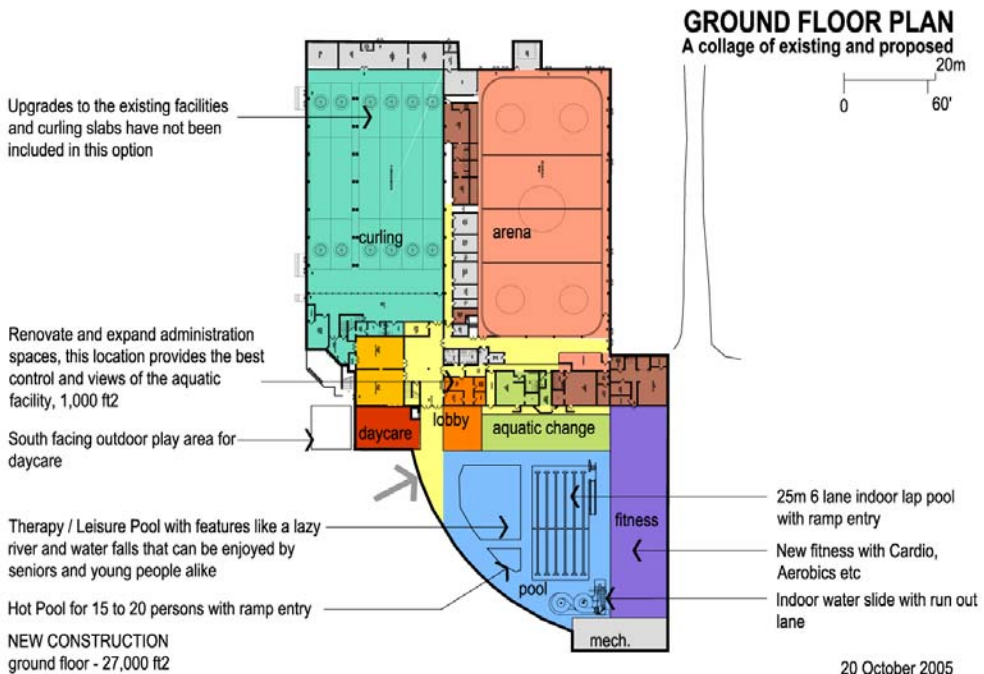 GROUND FLOOR PLAN
A collage of existing and proposed
20m
0
60'
Upgrades to the existing facilities
and curling slabs have not been
included in this option
curling
arena
Renovate and expand administration
spaces, this location provides the best
control and views of the aquatic
facility, 1,000 ft2
lobby
daycare
aquatic change
South facing outdoor play area for
daycare
25m 6 lane indoor lap pool
with ramp entry
fitness
Therapy / Leisure Pool with features like a lazy
river and water falls that can be enjoyed by
seniors and young people alike
New fitness with Cardio,
Aerobics etc
pool
Hot Pool for 15 to 20 persons with ramp entry
Indoor water slide with run out
lane
mech.
NEW CONSTRUCTION
ground floor - 27,000 ft2
20 October 2005